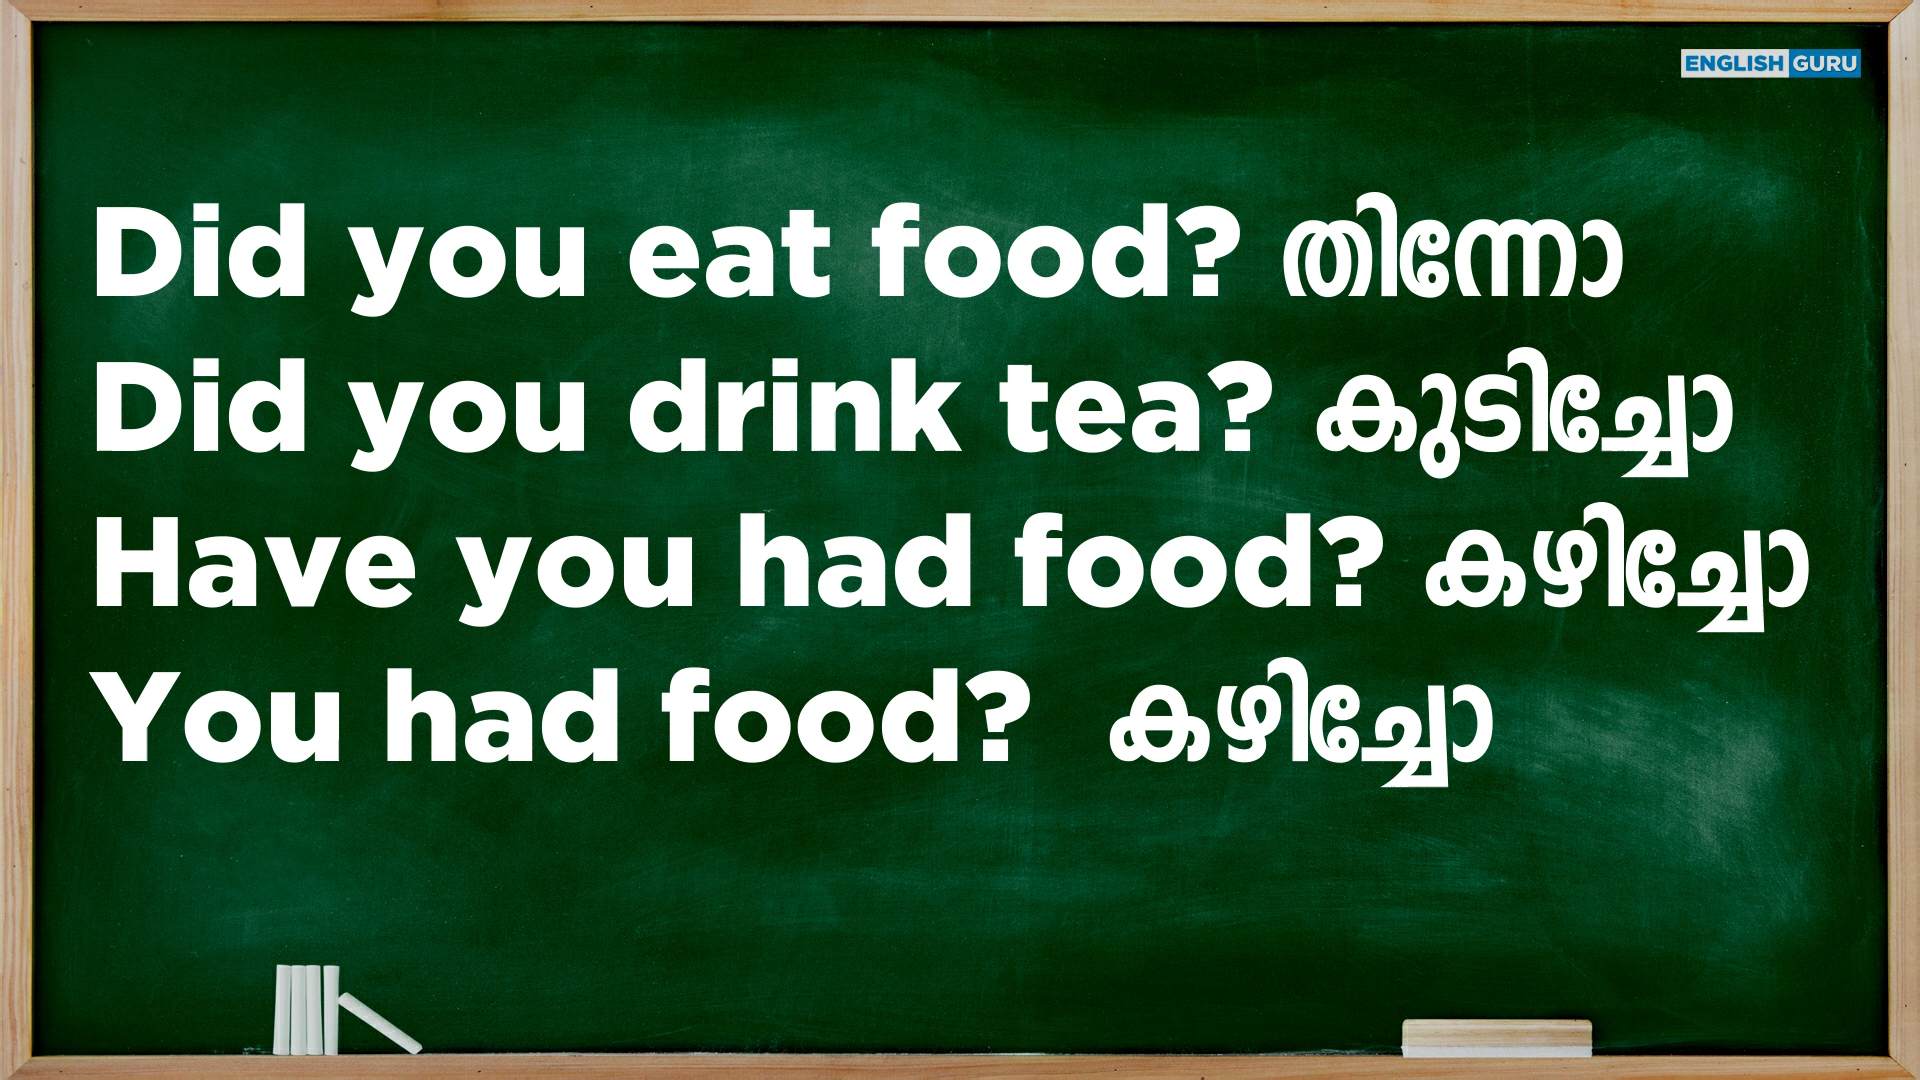 ENGLISH GURU
Did you eat food? തിന്നോ
Did you drink tea? കുടിച്ചോ
Have you had food? കഴിച്ചോ
You had food? കഴിച്ചോ